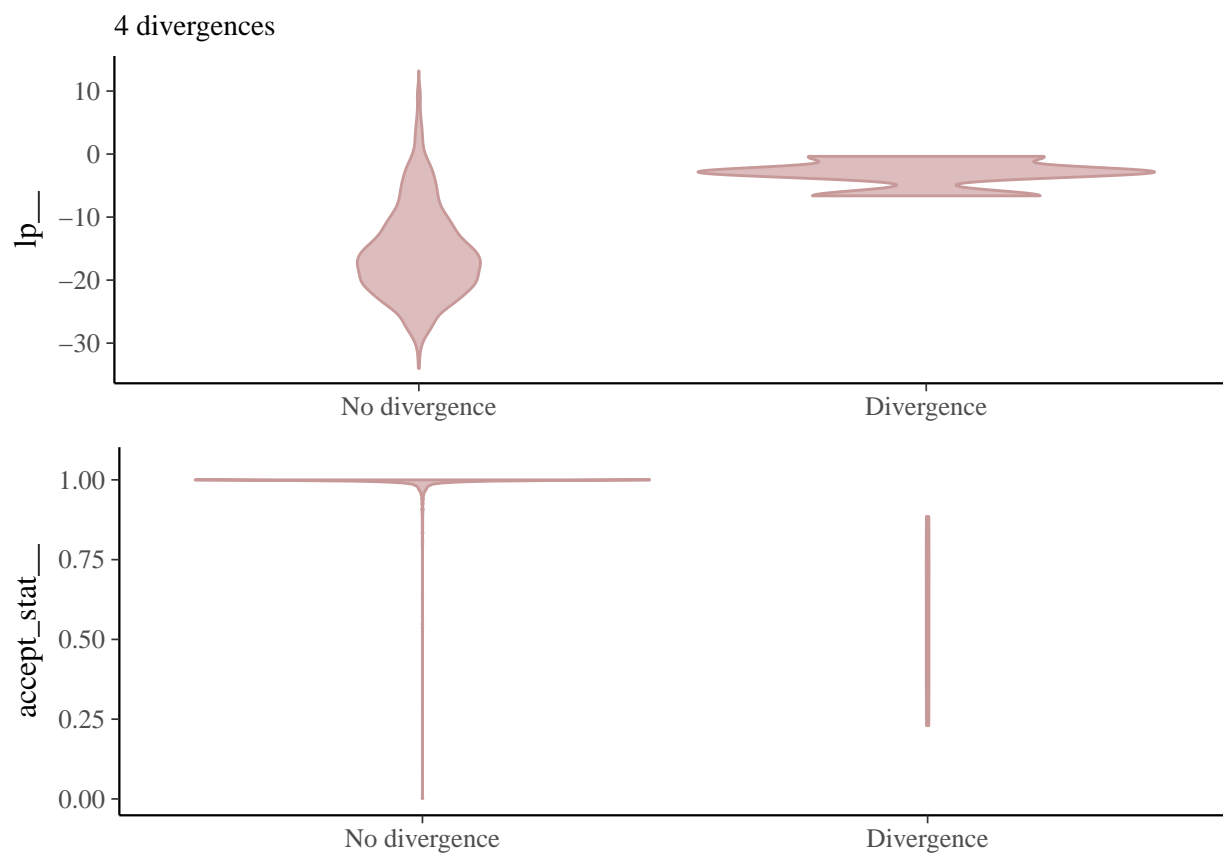 4 divergences
lp__
10
0
−10
−20
−30
No divergence
Divergence
accept_stat__
1.00
0.75
0.50
0.25
0.00
No divergence
Divergence